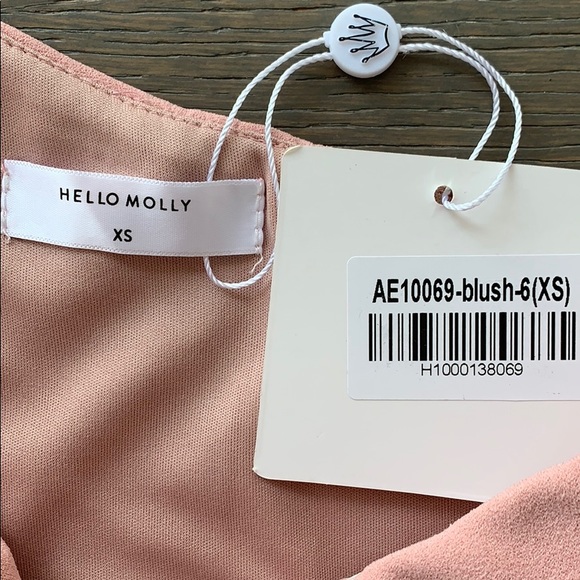 HELLO MOLLY
XS
AE10069-blush-6(XS)
H1000138069